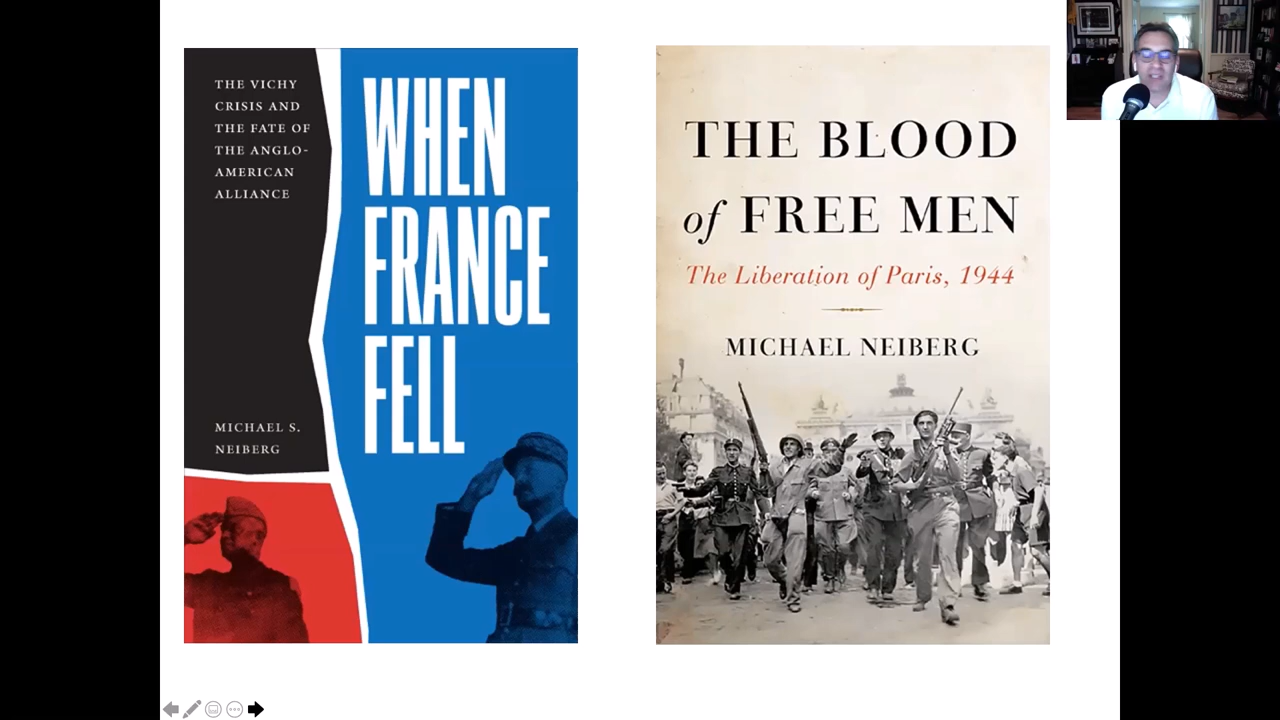 THE VICHY
CRISIS AND
THE FATE OF
THE ANGLO-
AMERICAN
ALLIANCE
WHEN
FRANCE
FELL
MICHAEL S.
NEIBERG
THE BLOOD
of FREE MEN
The Liberation of Paris, 1944
MICHAEL NEIBERG